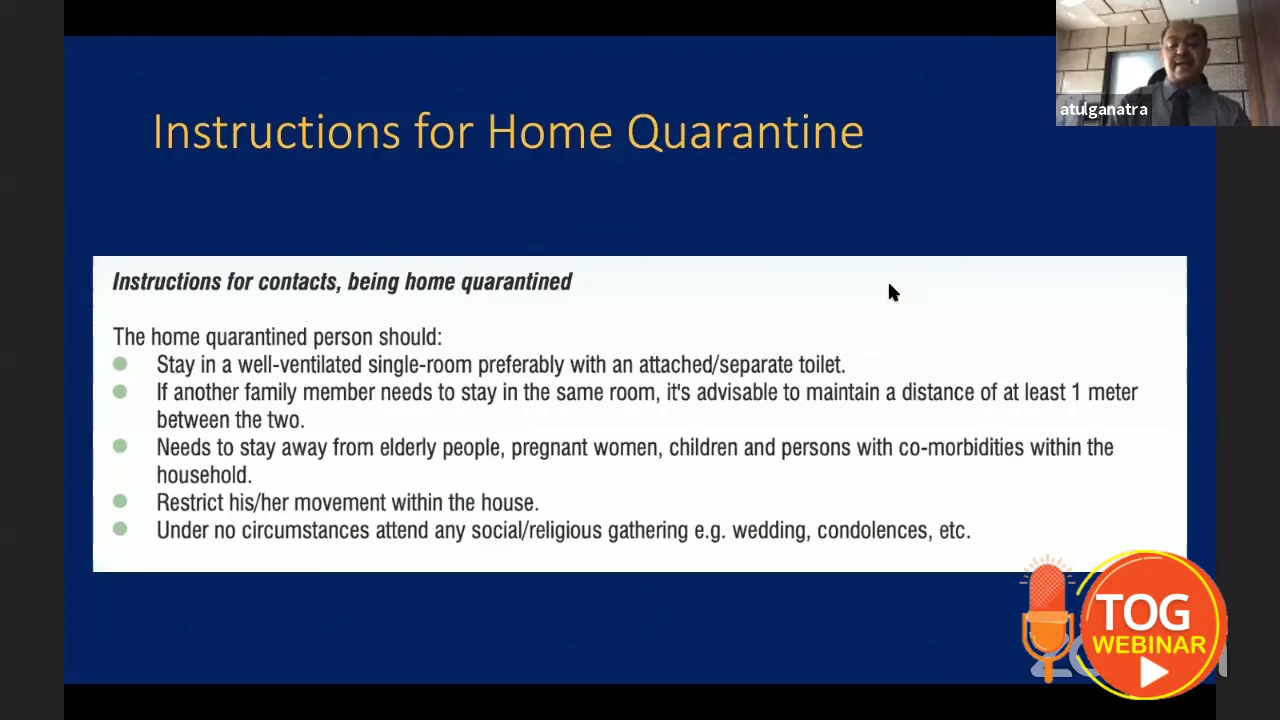 atulganatra
Instructions for Home Quarantine
Instructions for contacts, being home quarantined
The home quarantined person should:
Stay in a well-ventilated single-room preferably with an attached/separate toilet.
If another family member needs to stay in the same room, it's advisable to maintain a distance of at least 1 meter
between the two.
Needs to stay away from elderly people, pregnant women, children and persons with co-morbidities within the
household.
Restrict his/her movement within the house.
Under no circumstances attend any social/religious gathering e.g. wedding, condolences, etc.
TOG
WEBINAR